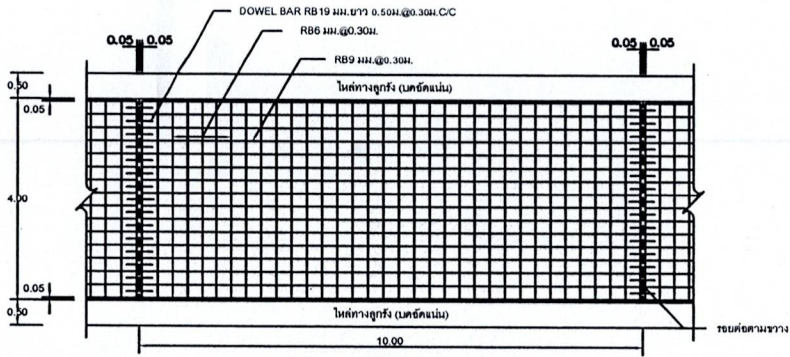 DOWEL BAR RB19 มม.ยาว 0.50ม.@0.30ม.C/C
RB6 มม.@0.30ม.
RB9 มม.@0.30ม.
0.05 0.05
0.05 0.05
ไหล่ทางลูกรัง (บดอัดแน่น)
0.50
0.05
4.00
0.05
0.50
ไหล่ทางลูกรัง (บดอัดแน่น)
รอยต่อตามขวาง
10.00